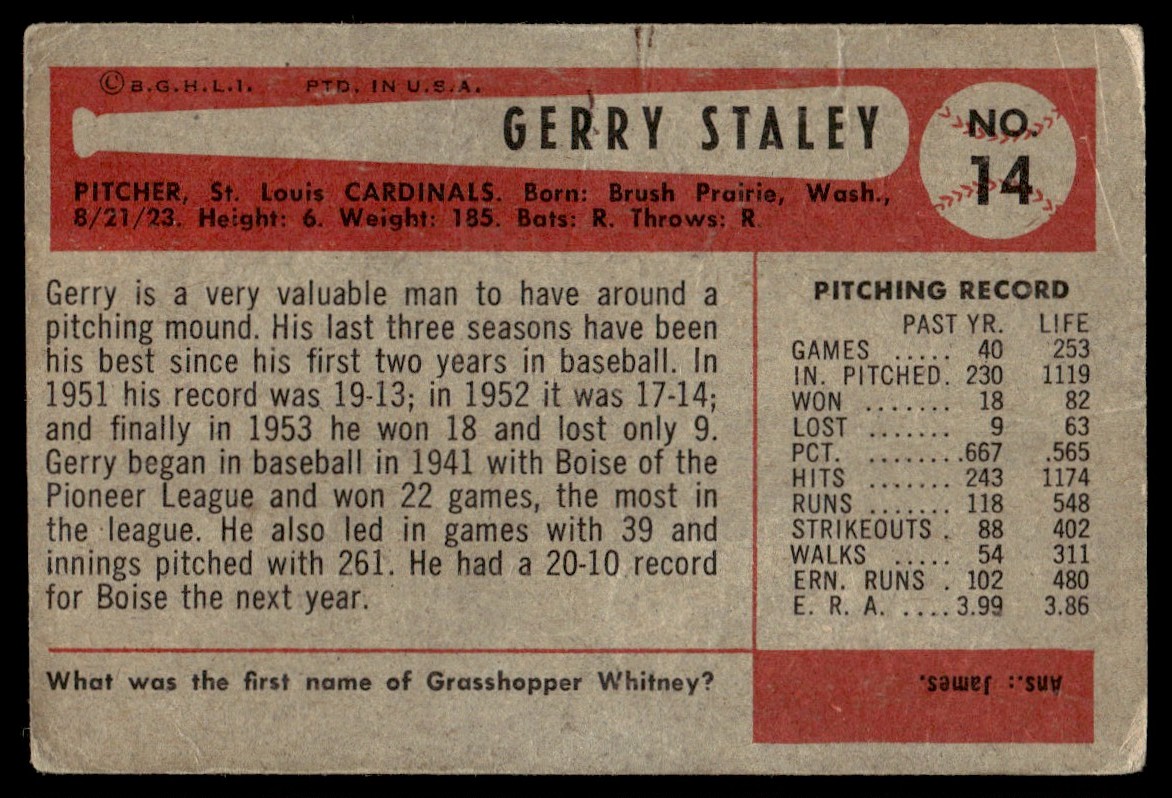 © B.G.H.L.I. PTD. IN U.S.A.
GERRY STALEY
NO.
14
PITCHER, St. Louis CARDINALS. Born: Brush Prairie, Wash.,
8/21/23. Height: 6. Weight: 185. Bats: R. Throws: R
Gerry is a very valuable man to have around a
pitching mound. His last three seasons have been
his best since his first two years in baseball. In
1951 his record was 19-13; in 1952 it was 17-14;
and finally in 1953 he won 18 and lost only 9.
Gerry began in baseball in 1941 with Boise of the
Pioneer League and won 22 games, the most in
the league. He also led in games with 39 and
innings pitched with 261. He had a 20-10 record
for Boise the next year.
PITCHING RECORD
PAST YR. LIFE
GAMES ..... 40 253
IN. PITCHED. 230 1119
WON ....... 18 82
LOST ....... 9 63
PCT. ........ .667 .565
HITS ....... 243 1174
RUNS ....... 118 548
STRIKEOUTS . 88 402
WALKS ..... 54 311
ERN. RUNS . 102 480
E. R. A. .... 3.99 3.86
What was the first name of Grasshopper Whitney?
Ans.: James.